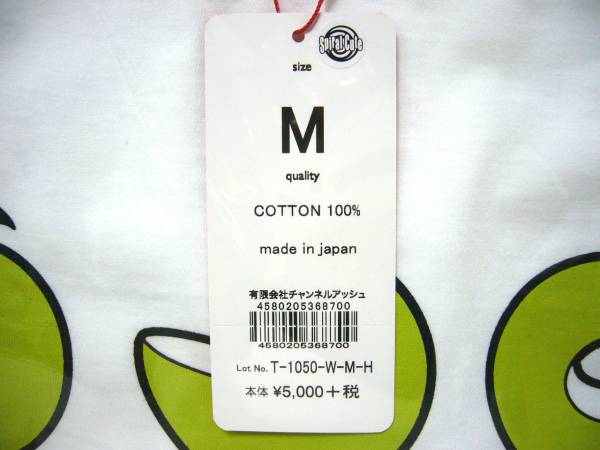 Spiral Cute
size
M
quality
COTTON 100%
made in japan
有限会社チャンネルアッシュ
4580205368700
4580205368700
Lot No. T-1050-W-M-H
本体 ¥5,000+税